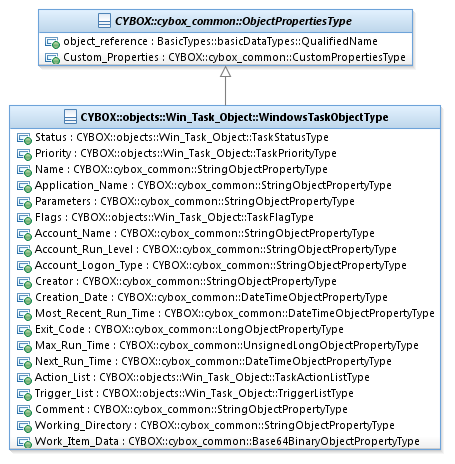 CYBOX::cybox_common::ObjectPropertiesType
object_reference : BasicTypes::basicDataTypes::QualifiedName
Custom_Properties : CYBOX::cybox_common::CustomPropertiesType
CYBOX::objects::Win_Task_Object::WindowsTaskObjectType
Status : CYBOX::objects::Win_Task_Object::TaskStatusType
Priority : CYBOX::objects::Win_Task_Object::TaskPriorityType
Name : CYBOX::cybox_common::StringObjectPropertyType
Application_Name : CYBOX::cybox_common::StringObjectPropertyType
Parameters : CYBOX::cybox_common::StringObjectPropertyType
Flags : CYBOX::objects::Win_Task_Object::TaskFlagType
Account_Name : CYBOX::cybox_common::StringObjectPropertyType
Account_Run_Level : CYBOX::cybox_common::StringObjectPropertyType
Account_Logon_Type : CYBOX::cybox_common::StringObjectPropertyType
Creator : CYBOX::cybox_common::StringObjectPropertyType
Creation_Date : CYBOX::cybox_common::DateTimeObjectPropertyType
Most_Recent_Run_Time : CYBOX::cybox_common::DateTimeObjectPropertyType
Exit_Code : CYBOX::cybox_common::LongObjectPropertyType
Max_Run_Time : CYBOX::cybox_common::UnsignedLongObjectPropertyType
Next_Run_Time : CYBOX::cybox_common::DateTimeObjectPropertyType
Action_List : CYBOX::objects::Win_Task_Object::TaskActionListType
Trigger_List : CYBOX::objects::Win_Task_Object::TriggerListType
Comment : CYBOX::cybox_common::StringObjectPropertyType
Working_Directory : CYBOX::cybox_common::StringObjectPropertyType
Work_Item_Data : CYBOX::cybox_common::Base64BinaryObjectPropertyType